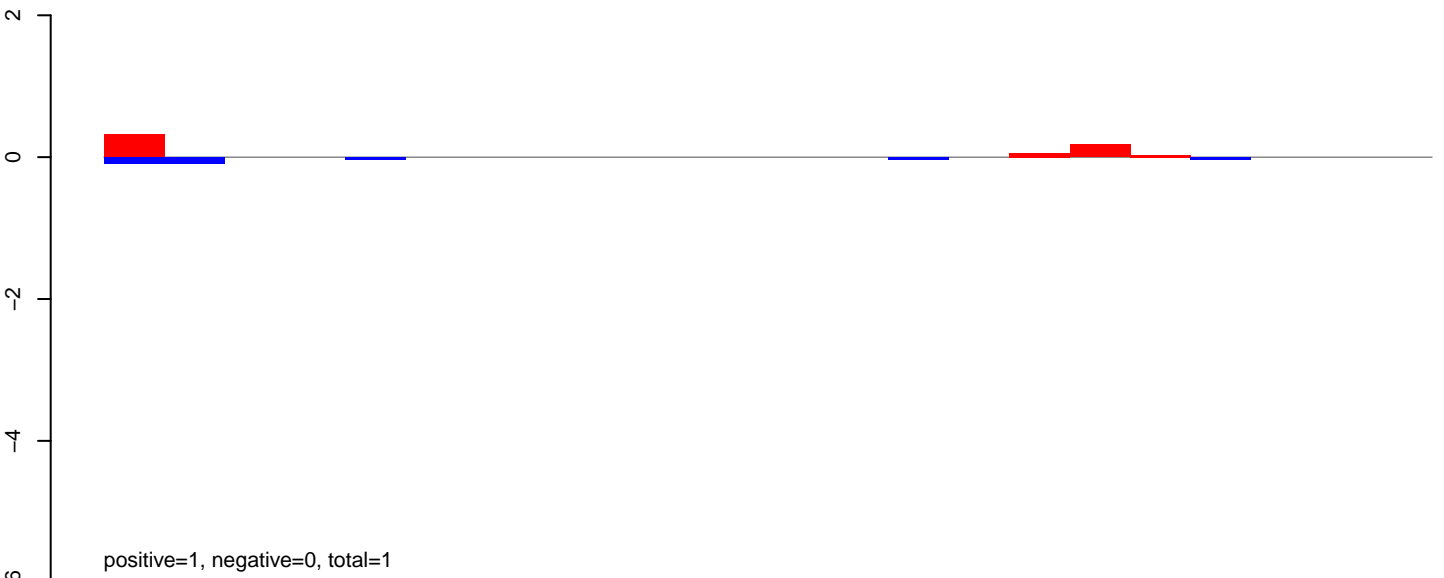 2
0
−2
−4
positive=1, negative=0, total=1